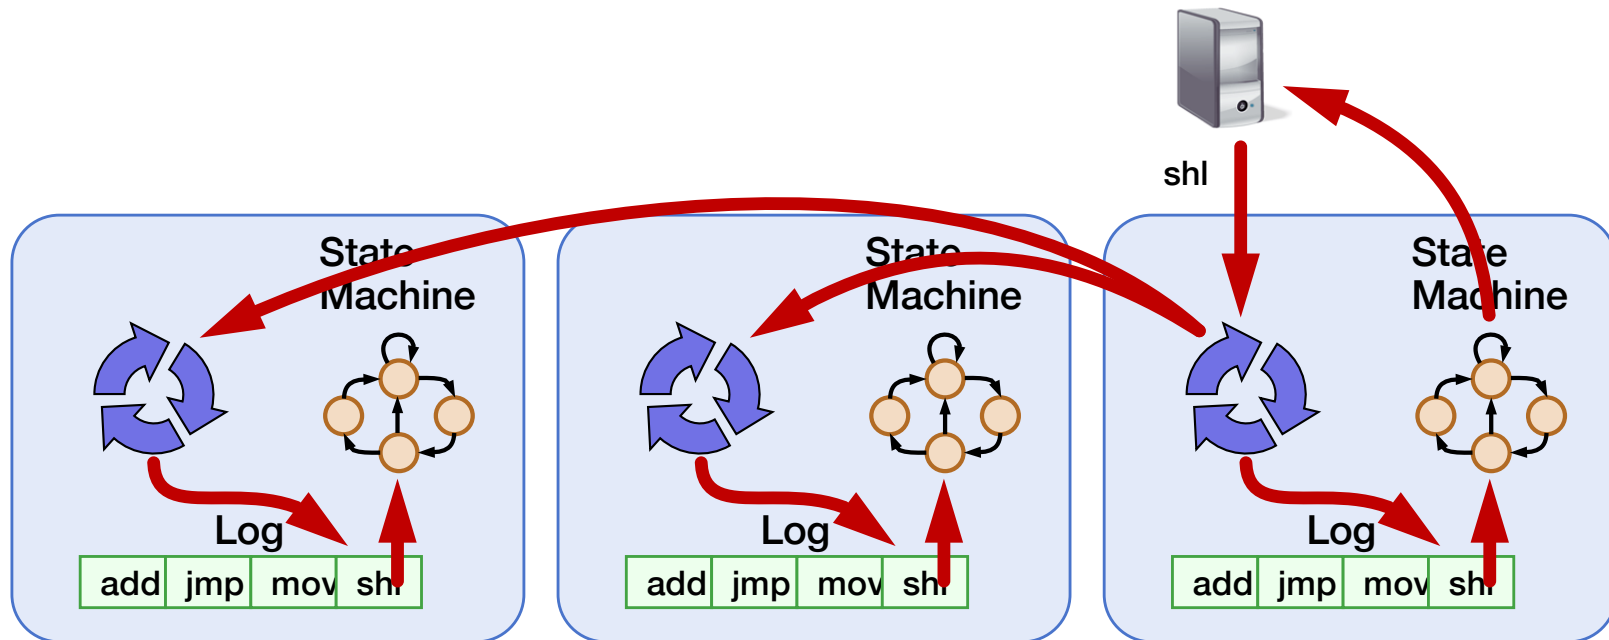 shl
State
Machine
State
Machine
State
Machine
Log
Log
Log
add jmp mov shl
add jmp mov shl
add jmp mov shl